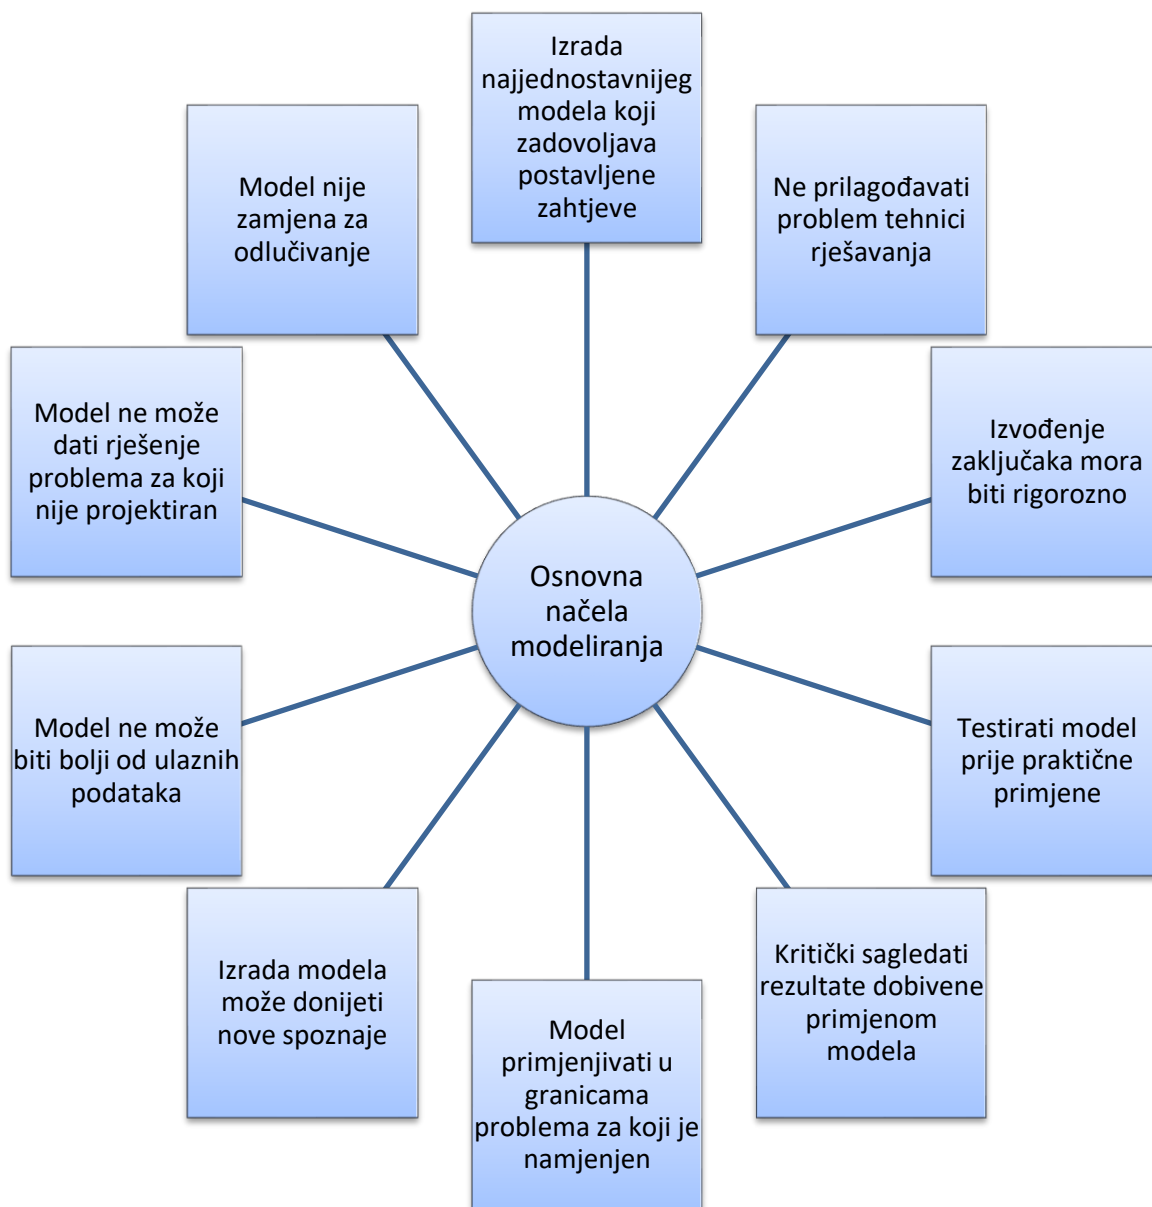 Izrada
najjednostavnijeg
modela koji
zadovoljava
postavljene
zahtjeve
Ne prilagođavati
problem tehnici
rješavanja
Izvođenje
zaključaka mora
biti rigorozno
Testirati model
prije praktične
primjene
Kritički sagledati
rezultate dobivene
primjenom
modela
Model
primjenjivati u
granicama
problema za koji je
namjenjen
Izrada modela
može donijeti
nove spoznaje
Model ne može
biti bolji od ulaznih
podataka
Model ne može
dati rješenje
problema za koji
nije projektiran
Model nije
zamjena za
odlučivanje
Osnovna
načela
modeliranja